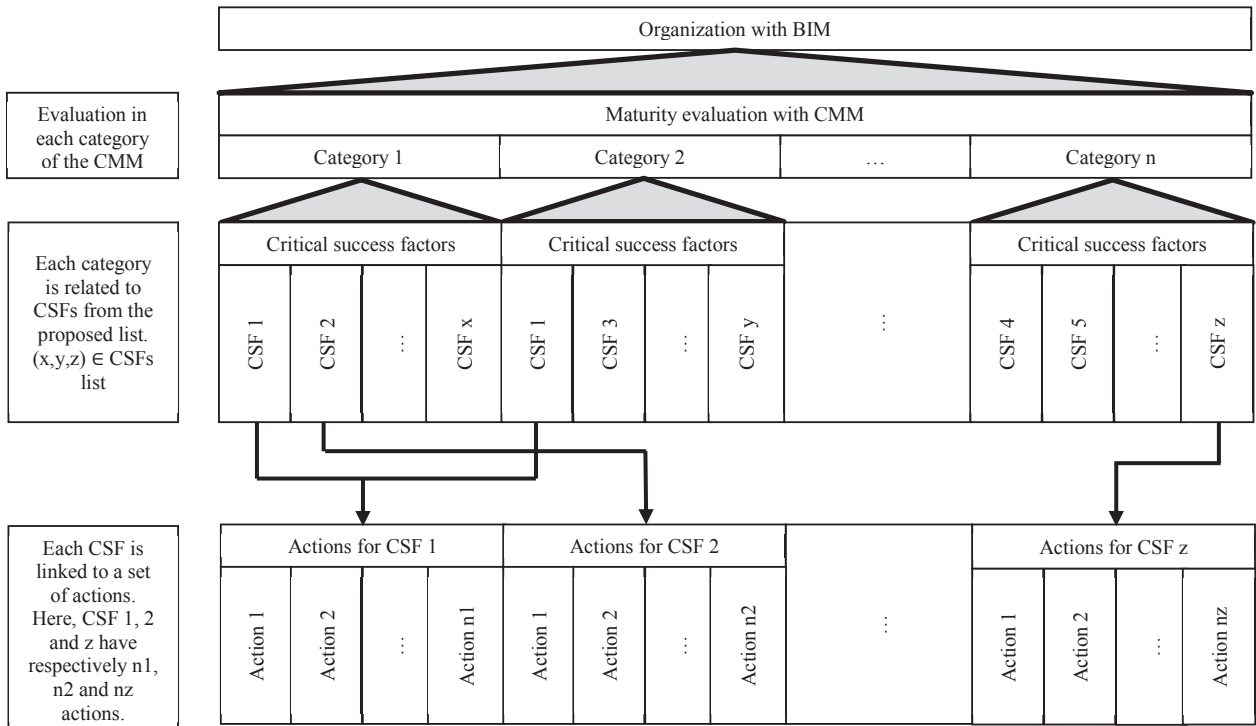 Organization with BIM
Evaluation in
each category
of the CMM
Maturity evaluation with CMM
Category 1
Category 2
…
Category n
Each category
is related to
CSFs from the
proposed list.
(x,y,z) ∈ CSFs
list
Critical success factors
Critical success factors
Critical success factors
CSF 1
CSF 2
…
CSF x
CSF 1
CSF 3
…
CSF y
…
CSF 4
CSF 5
…
CSF z
Each CSF is
linked to a set
of actions.
Here, CSF 1, 2
and z have
respectively n1,
n2 and nz
actions.
Actions for CSF 1
Actions for CSF 2
Actions for CSF z
Action 1
Action 2
…
Action n1
Action 1
Action 2
…
Action n2
…
Action 1
Action 2
…
Action nz